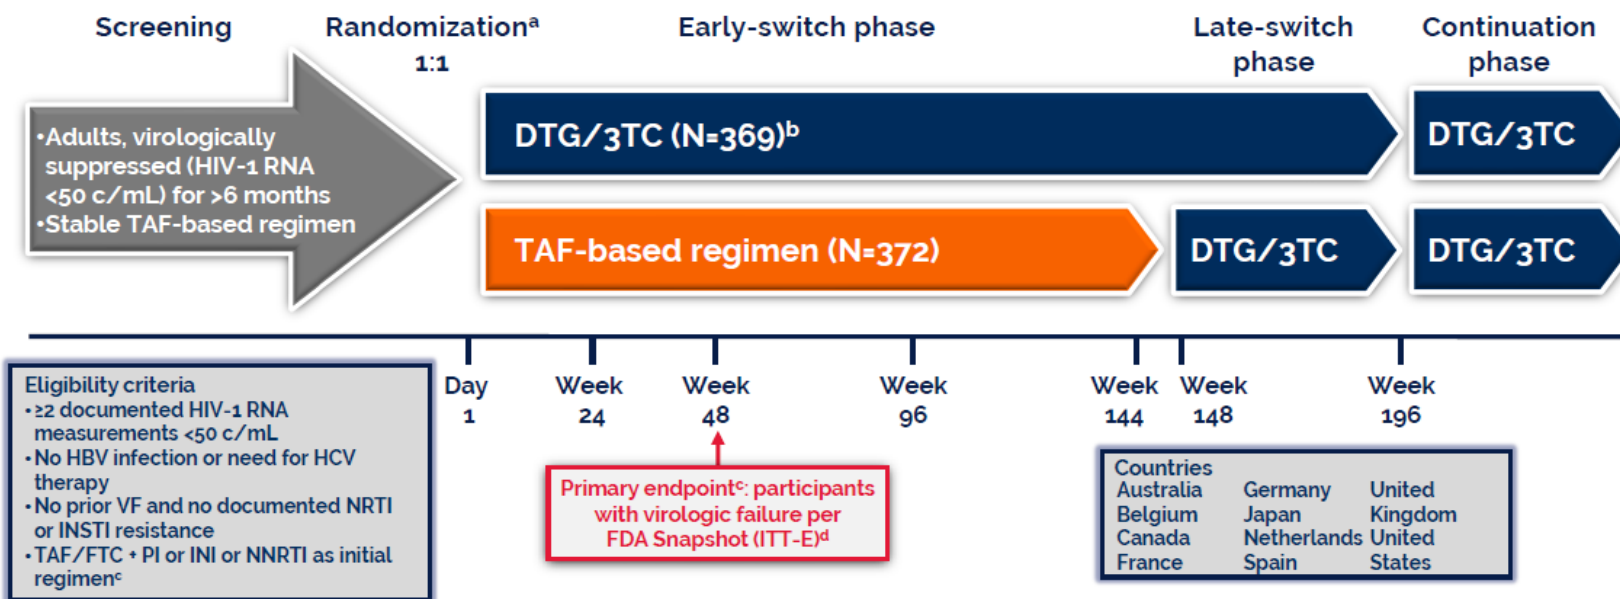 Screening
Randomizationᵃ
1:1
Early-switch phase
Late-switch
phase
Continuation
phase
•Adults, virologically
suppressed (HIV-1 RNA
<50 c/mL) for >6 months
•Stable TAF-based regimen
DTG/3TC (N=369)ᵇ
DTG/3TC
TAF-based regimen (N=372)
DTG/3TC
DTG/3TC
Day
1
Week
24
Week
48
Week
96
Week
144
Week
148
Week
196
Eligibility criteria
• ≥2 documented HIV-1 RNA
measurements <50 c/mL
• No HBV infection or need for HCV
therapy
• No prior VF and no documented NRTI
or INSTI resistance
• TAF/FTC + PI or INI or NNRTI as initial
regimenᶜ
Primary endpointᶜ: participants
with virologic failure per
FDA Snapshot (ITT-E)ᵈ
Countries
Australia Germany United
Belgium Japan Kingdom
Canada Netherlands United
France Spain States